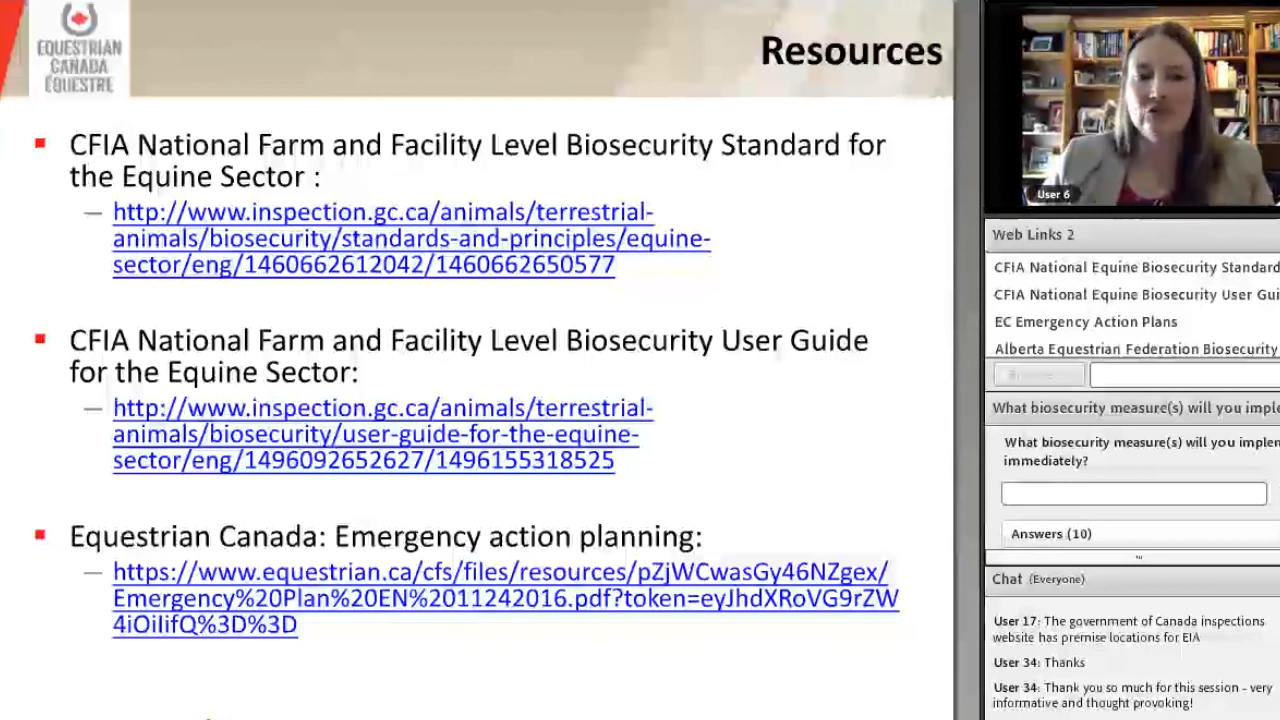 EQUESTRIAN
CANADA
ÉQUESTRE
Resources
CFIA National Farm and Facility Level Biosecurity Standard for
the Equine Sector :
http://www.inspection.gc.ca/animals/terrestrial-
animals/biosecurity/standards-and-principles/equine-
sector/eng/1460662612042/1460662650577
CFIA National Farm and Facility Level Biosecurity User Guide
for the Equine Sector:
http://www.inspection.gc.ca/animals/terrestrial-
animals/biosecurity/user-guide-for-the-equine-
sector/eng/1496092652627/1496155318525
Equestrian Canada: Emergency action planning:
https://www.equestrian.ca/cfs/files/resources/pZjWCwasGy46NZgex/
Emergency%20Plan%20EN%2011242016.pdf?token=eyJhdXRoVG9rZW
4iOiIifQ%3D%3D
User 6
Web Links 2
CFIA National Equine Biosecurity Standard
CFIA National Equine Biosecurity User Gui
EC Emergency Action Plans
Alberta Equestrian Federation Biosecurity
What biosecurity measure(s) will you imple
What biosecurity measure(s) will you implem
immediately?
Answers (10)
Chat (Everyone)
User 17: The government of Canada inspections
website has premise locations for EIA
User 34: Thanks
User 34: Thank you so much for this session - very
informative and thought provoking!